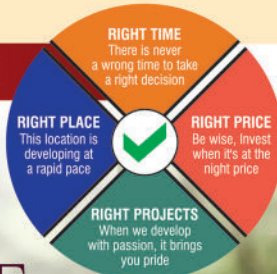 RIGHT TIME
There is never
a wrong time to take
a right decision
RIGHT PLACE
This location is
developing at
a rapid pace
RIGHT PRICE
Be wise, Invest
when it's at the
night price
RIGHT PROJECTS
When we develop
with passion, it brings
you pride